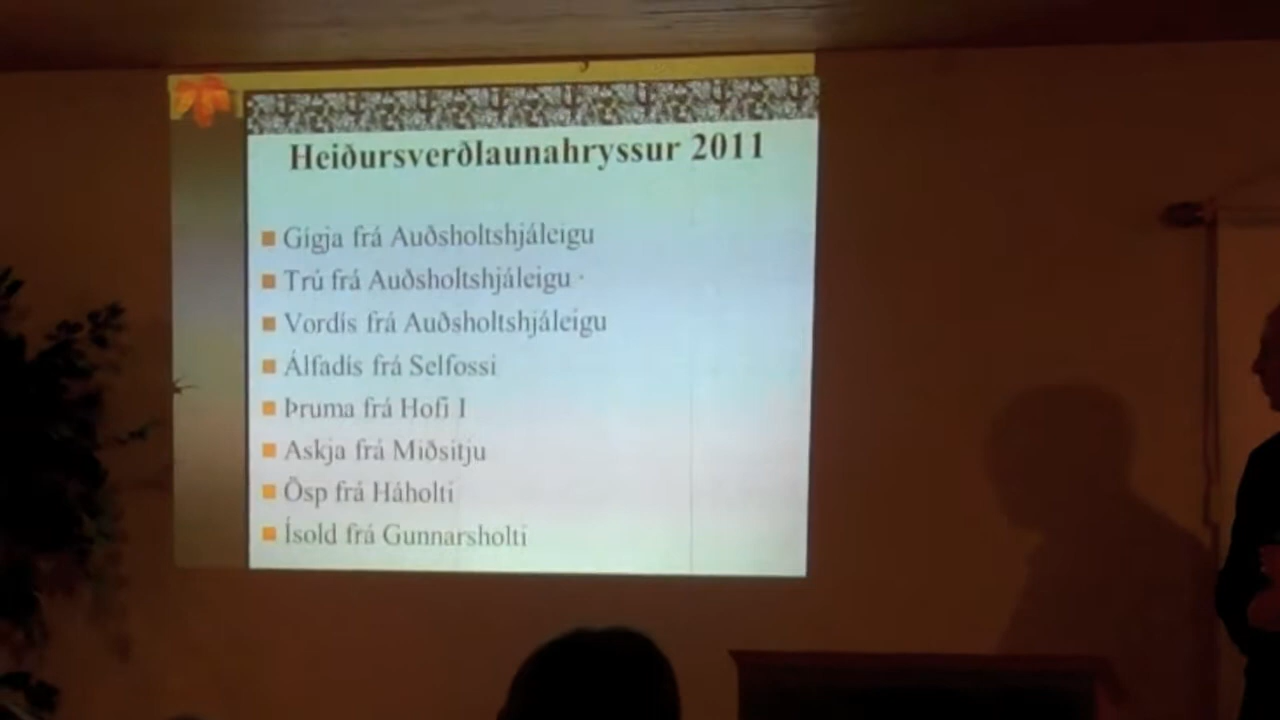 Heiðursverðlaunahryssur 2011
Gígja frá Auðsholtshjáleigu
Trú frá Auðsholtshjáleigu
Vordís frá Auðsholtshjáleigu
Álfadís frá Selfossi
Þruma frá Hofi I
Askja frá Miðsitju
Ösp frá Háholti
Ísold frá Gunnarsholti